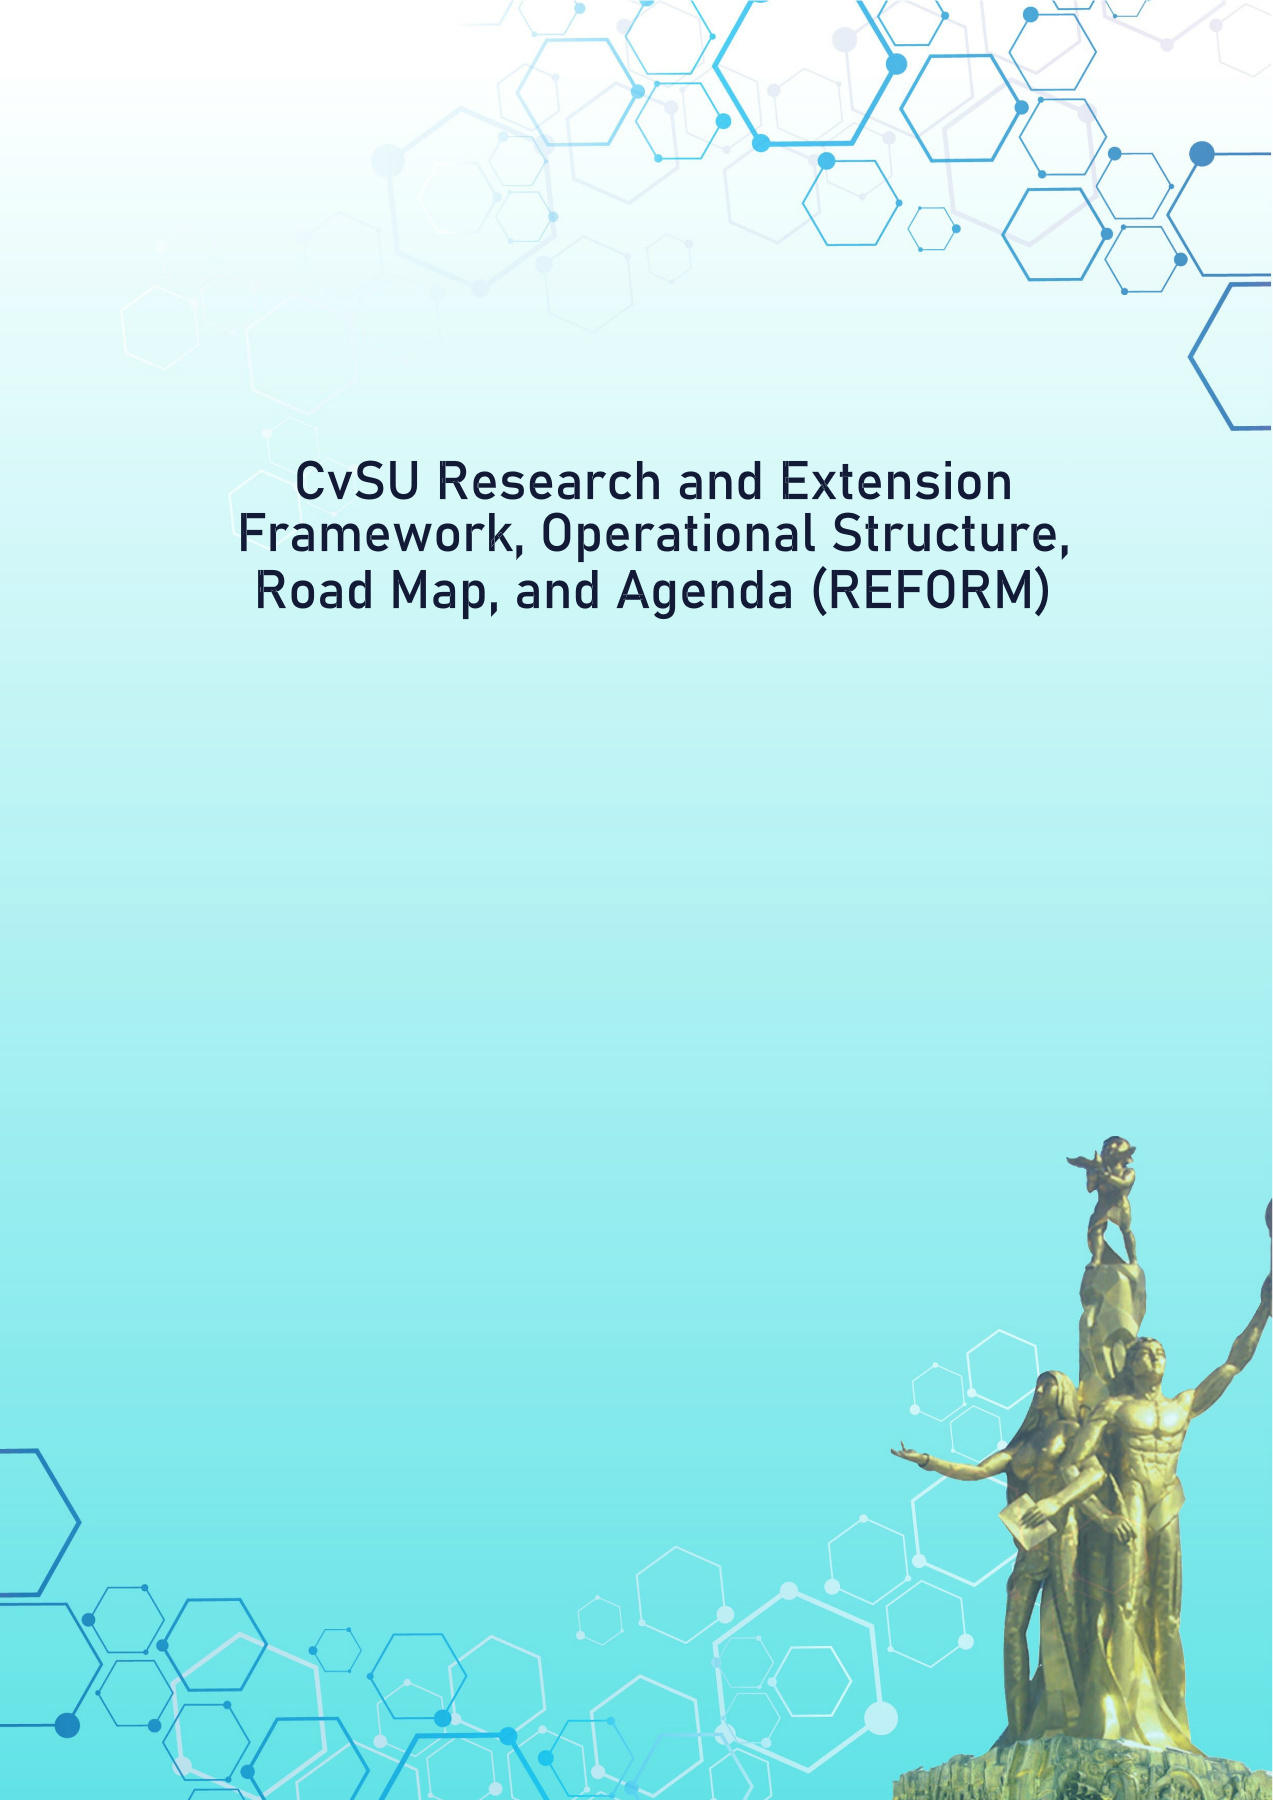 CvSU Research and Extension
Framework, Operational Structure,
Road Map, and Agenda (REFORM)